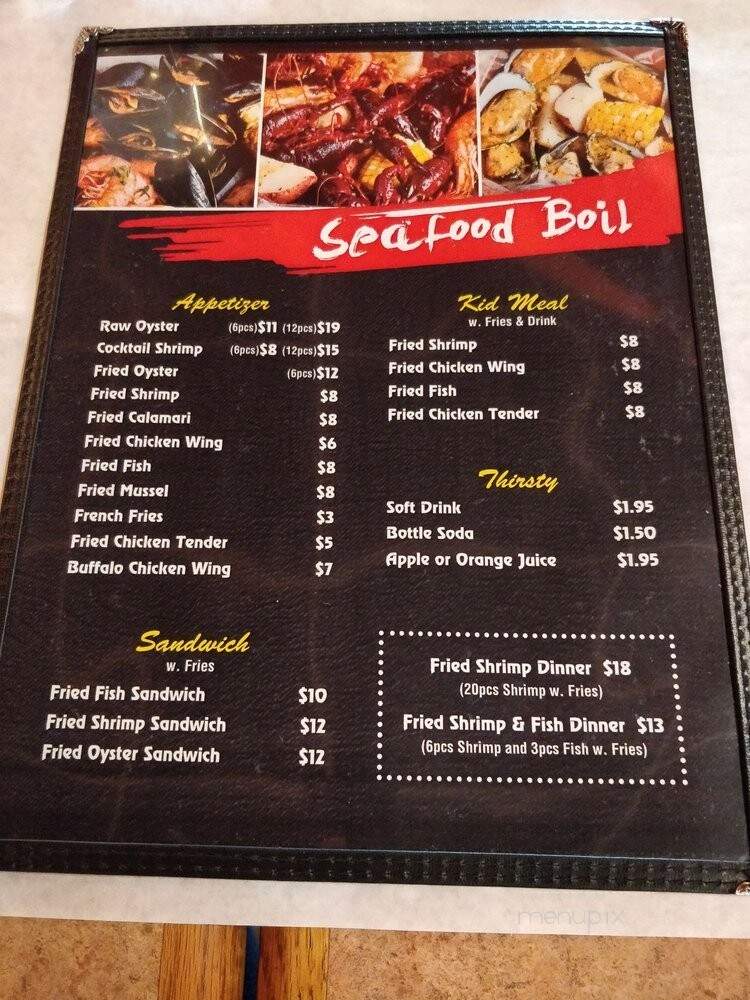 Seafood Boil
Appetizer
Raw Oyster (6pcs)$11 (12pcs)$19
Cocktail Shrimp (6pcs)$8 (12pcs)$15
Fried Oyster (6pcs)$12
Fried Shrimp $8
Fried Calamari $8
Fried Chicken Wing $6
Fried Fish $8
Fried Mussel $8
French Fries $3
Fried Chicken Tender $5
Buffalo Chicken Wing $7
Sandwich
w. Fries
Fried Fish Sandwich $10
Fried Shrimp Sandwich $12
Fried Oyster Sandwich $12
Kid Meal
w. Fries & Drink
Fried Shrimp $8
Fried Chicken Wing $8
Fried Fish $8
Fried Chicken Tender $8
Thirsty
Soft Drink $1.95
Bottle Soda $1.50
Apple or Orange Juice $1.95
Fried Shrimp Dinner $18
(20pcs Shrimp w. Fries)
Fried Shrimp & Fish Dinner $13
(6pcs Shrimp and 3pcs Fish w. Fries)
menupix